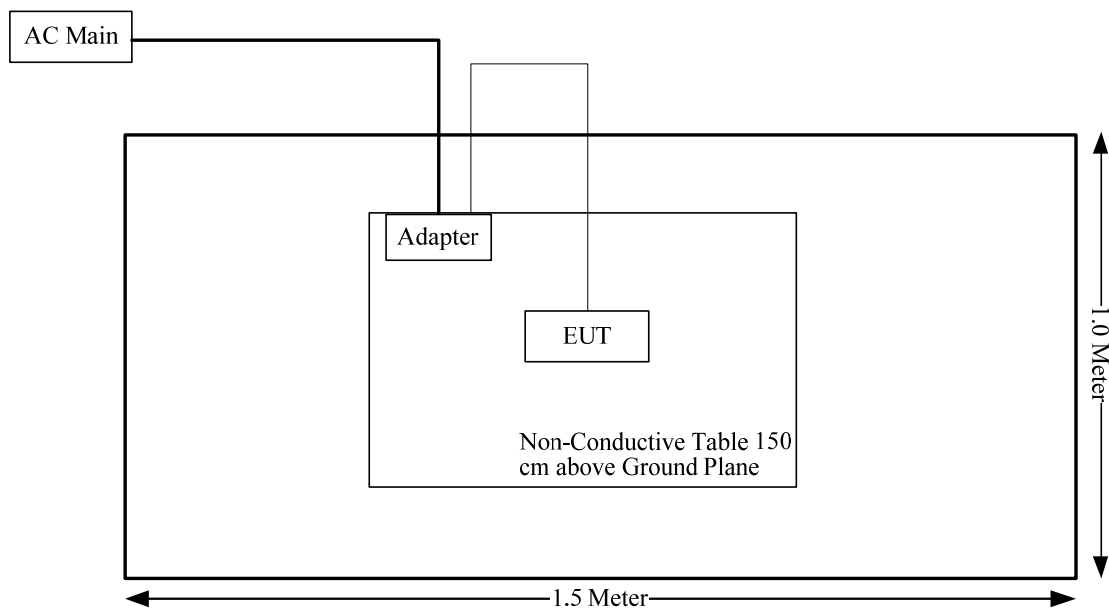 AC Main
Adapter
EUT
Non-Conductive Table 150
cm above Ground Plane
1.0 Meter
1.5 Meter